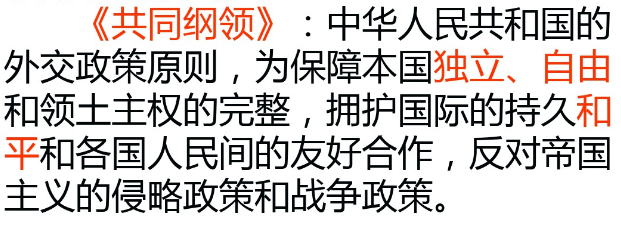 《共同纲领》：中华人民共和国的
外交政策原则，为保障本国独立、自由
和领土主权的完整，拥护国际的持久和
平和各国人民间的友好合作，反对帝国
主义的侵略政策和战争政策。